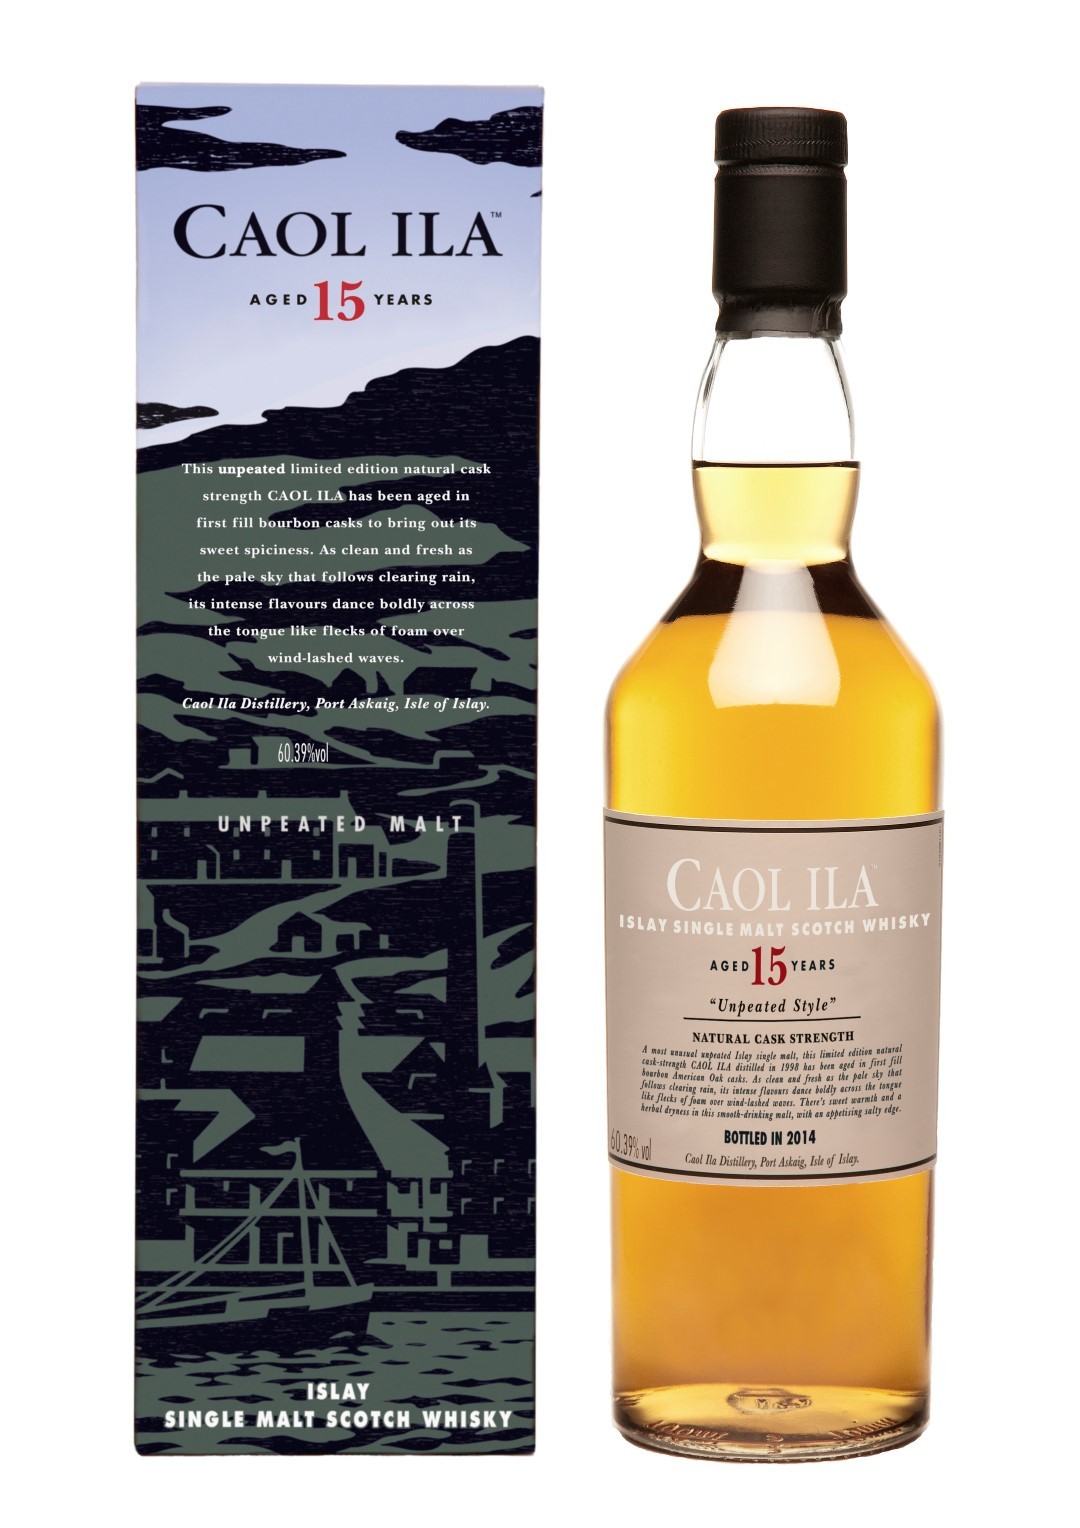 CAOL ILA™
AGED 15 YEARS
This unpeated limited edition natural cask
strength CAOL ILA has been aged in
first fill bourbon casks to bring out its
sweet spiciness. As clean and fresh as
the pale sky that follows clearing rain,
its intense flavours dance boldly across
the tongue like flecks of foam over
wind-lashed waves.
Caol Ila Distillery, Port Askaig, Isle of Islay.
60.39%vol
UNPEATED MALT
ISLAY
SINGLE MALT SCOTCH WHISKY
CAOL ILA™
ISLAY SINGLE MALT SCOTCH WHISKY
AGED 15 YEARS
"Unpeated Style"
NATURAL CASK STRENGTH
A most unusual unpeated Islay single malt, this limited edition natural
cask-strength CAOL ILA distilled in 1998 has been aged in first fill
bourbon American Oak casks. As clean and fresh as the pale sky that
follows clearing rain, its intense flavours dance boldly across the tongue
like flecks of foam over wind-lashed waves. There's sweet warmth and a
herbal dryness in this smooth-drinking malt, with an appetising salty edge.
BOTTLED IN 2014
60.39% vol
Caol Ila Distillery, Port Askaig, Isle of Islay.